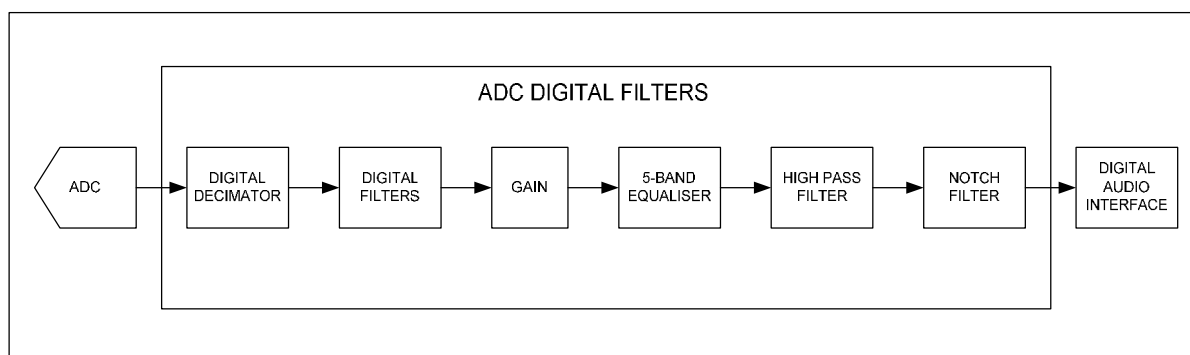 ADC DIGITAL FILTERS
ADC
DIGITAL
DECIMATOR
DIGITAL
FILTERS
GAIN
5-BAND
EQUALISER
HIGH PASS
FILTER
NOTCH
FILTER
DIGITAL
AUDIO
INTERFACE